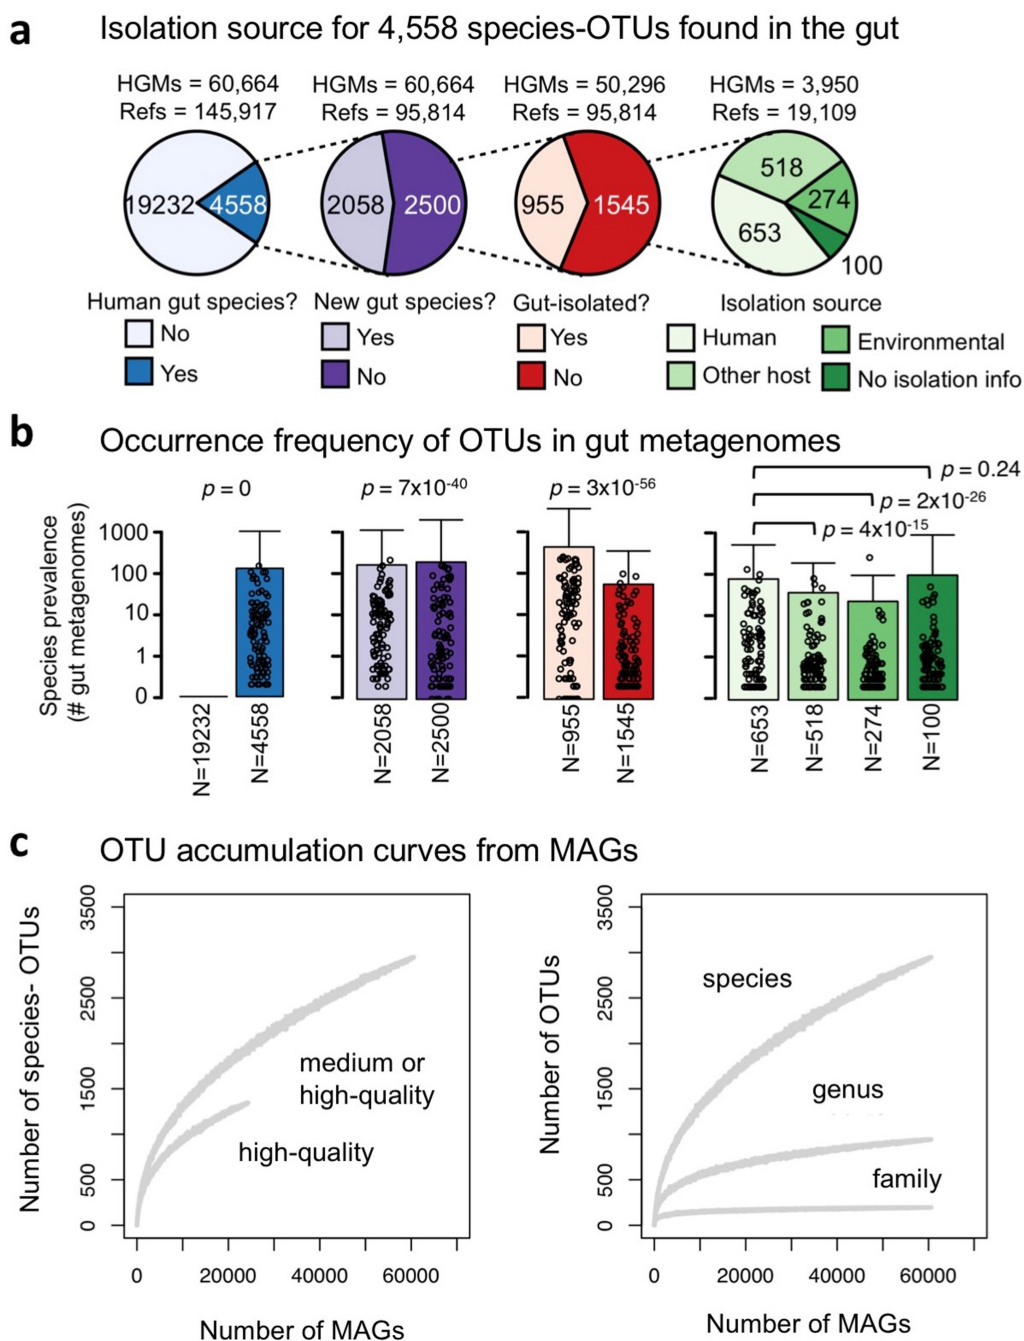 a
Isolation source for 4,558 species-OTUs found in the gut
HGMs = 60,664
Refs = 145,917
HGMs = 60,664
Refs = 95,814
HGMs = 50,296
Refs = 95,814
HGMs = 3,950
Refs = 19,109
19232
4558
2058
2500
955
1545
518
274
653
100
Human gut species?
No
Yes
New gut species?
Yes
No
Gut-isolated?
Yes
No
Isolation source
Human
Other host
Environmental
No isolation info
b
Occurrence frequency of OTUs in gut metagenomes
Species prevalence
(# gut metagenomes)
1000
100
10
1
0
p = 0
p = 7x10⁻⁴⁰
p = 3x10⁻⁵⁶
p = 0.24
p = 2x10⁻²⁶
p = 4x10⁻¹⁵
N=19232
N=4558
N=2058
N=2500
N=955
N=1545
N=653
N=518
N=274
N=100
c
OTU accumulation curves from MAGs
Number of species- OTUs
3500
2500
1500
500
0
medium or
high-quality
high-quality
0 20000 40000 60000
Number of MAGs
Number of OTUs
3500
2500
1500
500
0
species
genus
family
0 20000 40000 60000
Number of MAGs